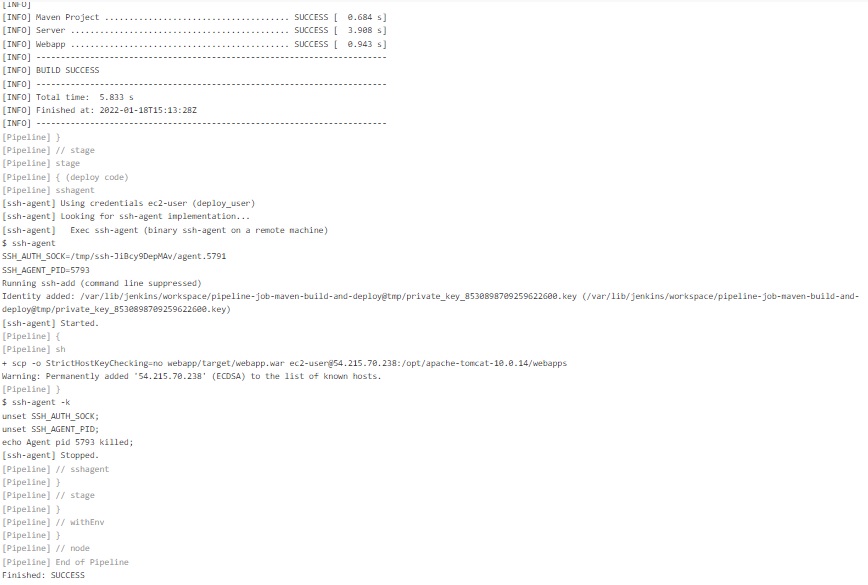 [INFO]
[INFO] Maven Project ...................................... SUCCESS [  0.684 s]
[INFO] Server ............................................. SUCCESS [  3.908 s]
[INFO] Webapp ............................................. SUCCESS [  0.943 s]
[INFO] ------------------------------------------------------------------------
[INFO] BUILD SUCCESS
[INFO] ------------------------------------------------------------------------
[INFO] Total time:  5.833 s
[INFO] Finished at: 2022-01-18T15:13:28Z
[INFO] ------------------------------------------------------------------------
[Pipeline] }
[Pipeline] // stage
[Pipeline] stage
[Pipeline] { (deploy code)
[Pipeline] sshagent
[ssh-agent] Using credentials ec2-user (deploy_user)
[ssh-agent] Looking for ssh-agent implementation...
[ssh-agent]   Exec ssh-agent (binary ssh-agent on a remote machine)
$ ssh-agent
SSH_AUTH_SOCK=/tmp/ssh-JiBcy9DepMAv/agent.5791
SSH_AGENT_PID=5793
Running ssh-add (command line suppressed)
Identity added: /var/lib/jenkins/workspace/pipeline-job-maven-build-and-deploy@tmp/private_key_8530898709259622600.key (/var/lib/jenkins/workspace/pipeline-job-maven-build-and-
deploy@tmp/private_key_8530898709259622600.key)
[ssh-agent] Started.
[Pipeline] {
[Pipeline] sh
+ scp -o StrictHostKeyChecking=no webapp/target/webapp.war ec2-user@54.215.70.238:/opt/apache-tomcat-10.0.14/webapps
Warning: Permanently added '54.215.70.238' (ECDSA) to the list of known hosts.
[Pipeline] }
$ ssh-agent -k
unset SSH_AUTH_SOCK;
unset SSH_AGENT_PID;
echo Agent pid 5793 killed;
[ssh-agent] Stopped.
[Pipeline] // sshagent
[Pipeline] }
[Pipeline] // stage
[Pipeline] }
[Pipeline] // withEnv
[Pipeline] }
[Pipeline] // node
[Pipeline] End of Pipeline
Finished: SUCCESS